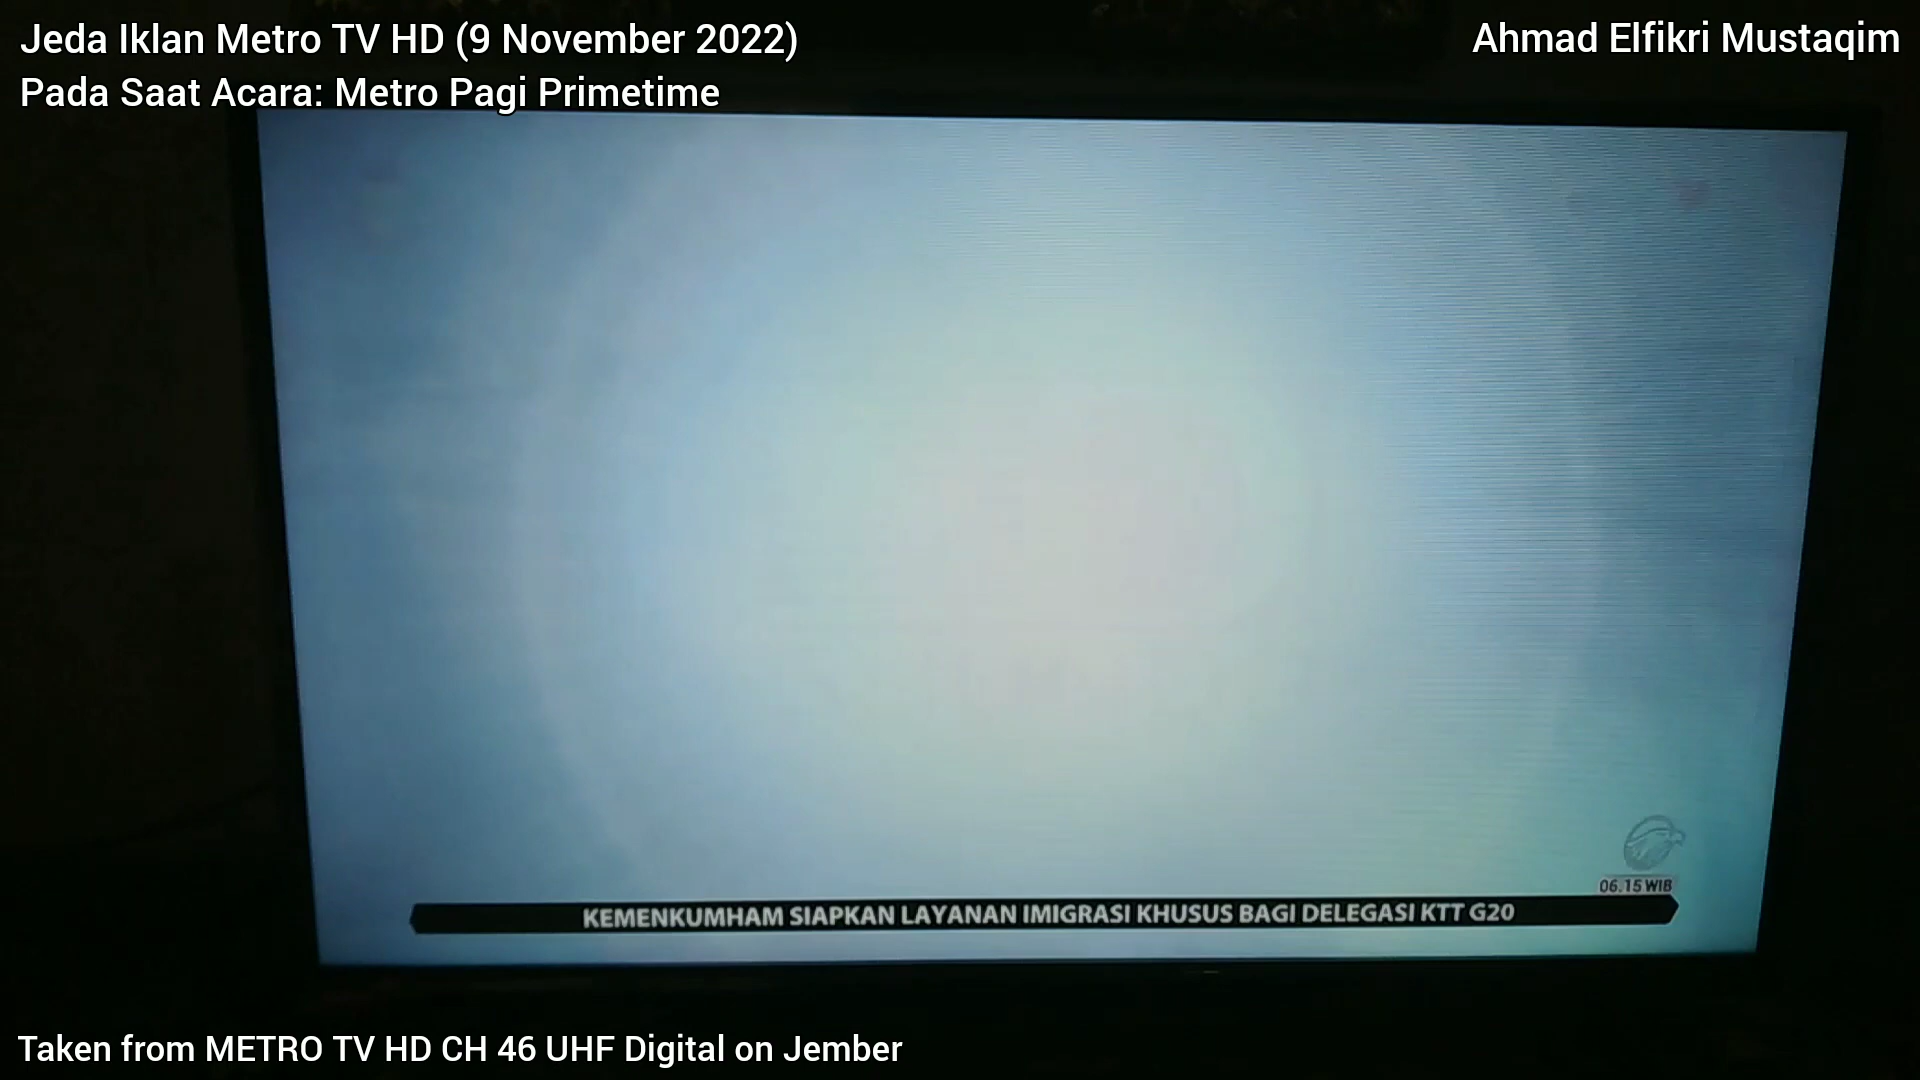 Jeda Iklan Metro TV HD (9 November 2022)
Ahmad Elfikri Mustaqim
Pada Saat Acara: Metro Pagi Primetime
06.15 WIB
KEMENKUMHAM SIAPKAN LAYANAN IMIGRASI KHUSUS BAGI DELEGASI KTT G20
Taken from METRO TV HD CH 46 UHF Digital on Jember